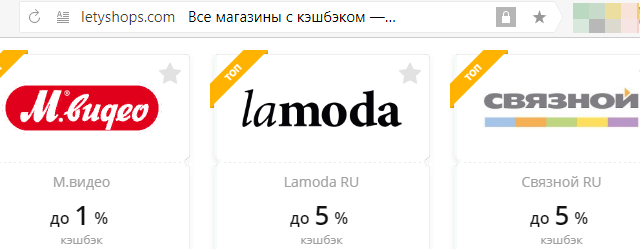 letyshops.com Все магазины с кэшбэком —...
ТОП ТОП ТОП
М.видео lamoda СВЯЗНОЙ
М.видео Lamoda RU Связной RU
до 1 % до 5 % до 5 %
кэшбэк кэшбэк кэшбэк